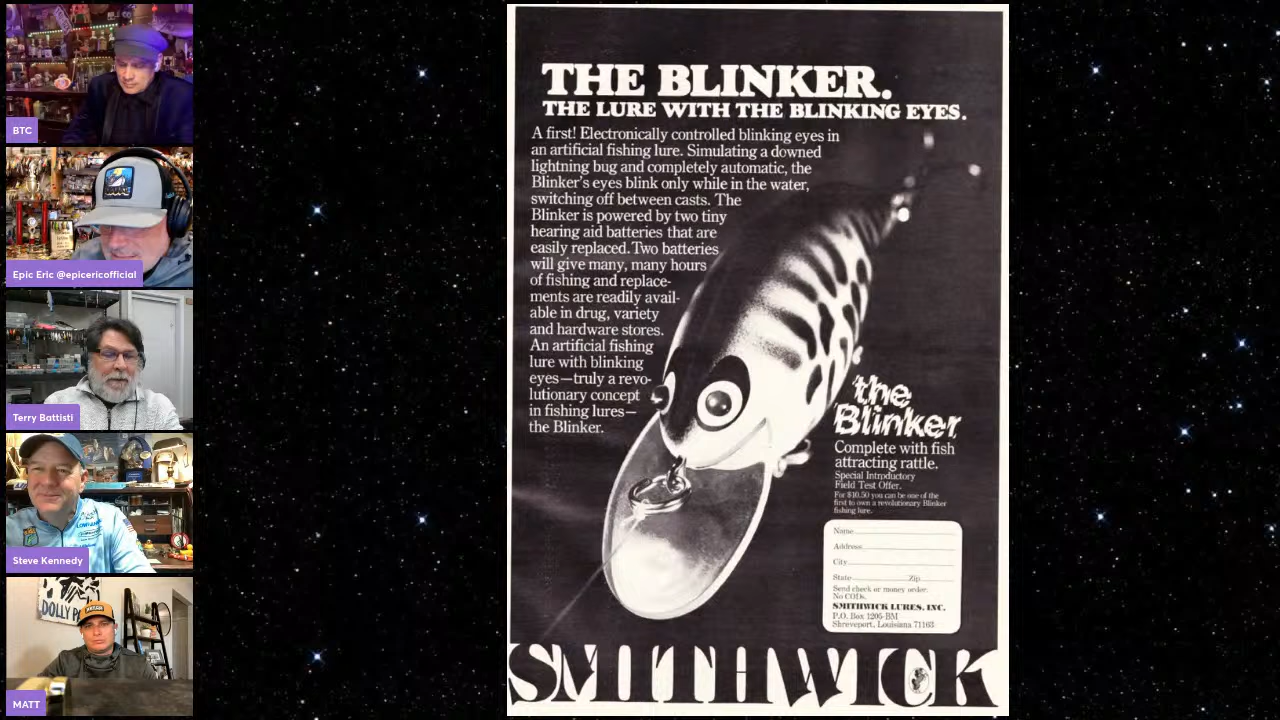 BTC
Epic Eric @epicericofficial
Terry Battisti
Steve Kennedy
DOLLY
MATT
THE BLINKER.
THE LURE WITH THE BLINKING EYES.
A first! Electronically controlled blinking eyes in
an artificial fishing lure. Simulating a downed
lightning bug and completely automatic, the
Blinker's eyes blink only while in the water,
switching off between casts. The
Blinker is powered by two tiny
hearing aid batteries that are
easily replaced. Two batteries
will give many, many hours
of fishing and replace-
ments are readily avail-
able in drug, variety
and hardware stores.
An artificial fishing
lure with blinking
eyes—truly a revo-
lutionary concept
in fishing lures—
the Blinker.
the
Blinker
Complete with fish
attracting rattle.
Special Introductory
Field Test Offer.
For $10.50 you can be one of the
first to own a revolutionary Blinker
fishing lure.
Name
Address
City
State Zip
Send check or money order.
No CODs.
SMITHWICK LURES, INC.
P.O. Box 1205-BM
Shreveport, Louisiana 71163
SMITHWICK